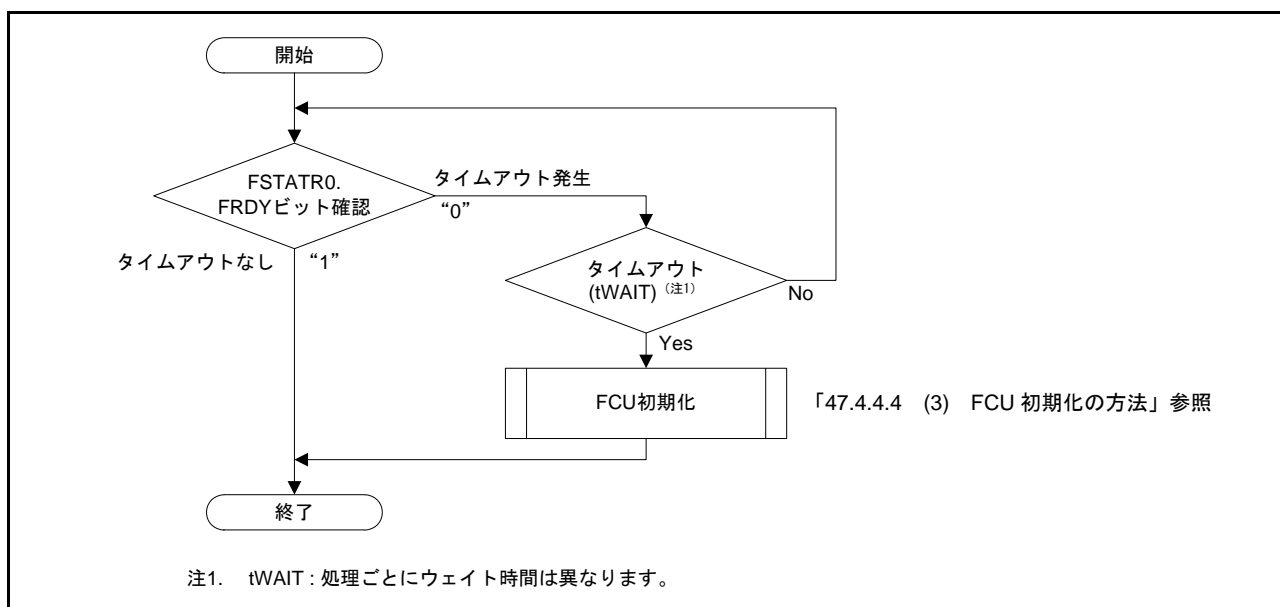 開始
FSTATR0.
FRDYビット確認
タイムアウト発生
“0”
タイムアウトなし “1”
タイムアウト
(tWAIT)（注1）
No
Yes
FCU初期化
「47.4.4.4 (3) FCU 初期化の方法」参照
終了
注1. tWAIT : 処理ごとにウェイト時間は異なります。